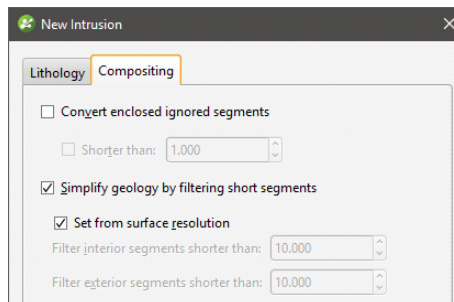 New Intrusion
Lithology Compositing
Convert enclosed ignored segments
Shorter than: 1.000
Simplify geology by filtering short segments
Set from surface resolution
Filter interior segments shorter than: 10.000
Filter exterior segments shorter than: 10.000